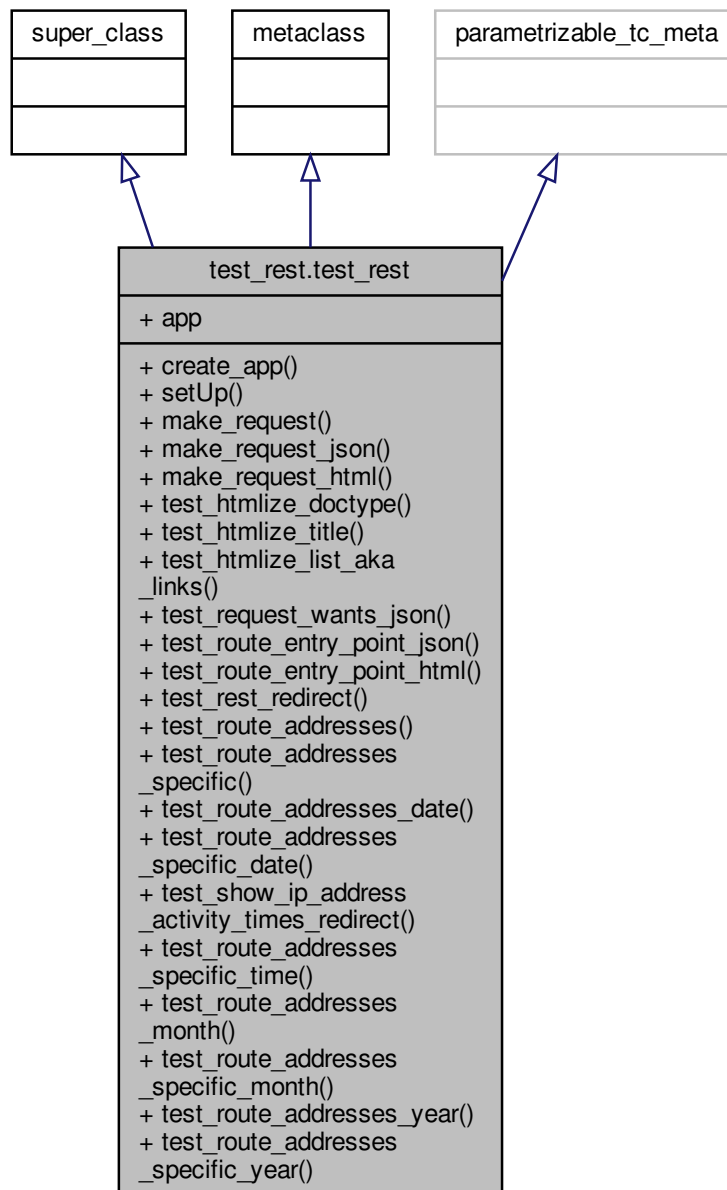 super_class
metaclass
parametrizable_tc_meta
test_rest.test_rest
+ app
+ create_app()
+ setUp()
+ make_request()
+ make_request_json()
+ make_request_html()
+ test_htmlize_doctype()
+ test_htmlize_title()
+ test_htmlize_list_aka
_links()
+ test_request_wants_json()
+ test_route_entry_point_json()
+ test_route_entry_point_html()
+ test_rest_redirect()
+ test_route_addresses()
+ test_route_addresses
_specific()
+ test_route_addresses_date()
+ test_route_addresses
_specific_date()
+ test_show_ip_address
_activity_times_redirect()
+ test_route_addresses
_specific_time()
+ test_route_addresses
_month()
+ test_route_addresses
_specific_month()
+ test_route_addresses_year()
+ test_route_addresses
_specific_year()